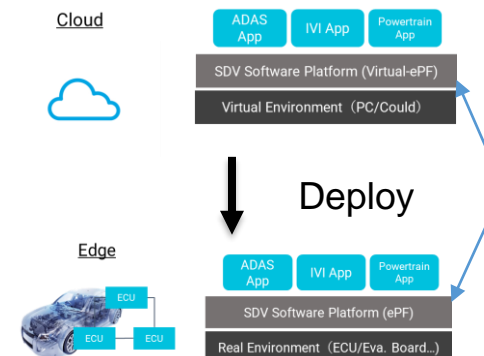 Cloud
ADAS
App
IVI App
Powertrain
App
SDV Software Platform (Virtual-ePF)
Virtual Environment (PC/Could)
Deploy
Edge
ECU
ECU
ECU
ADAS
App
IVI App
Powertrain
App
SDV Software Platform (ePF)
Real Environment (ECU/Eva. Board...)